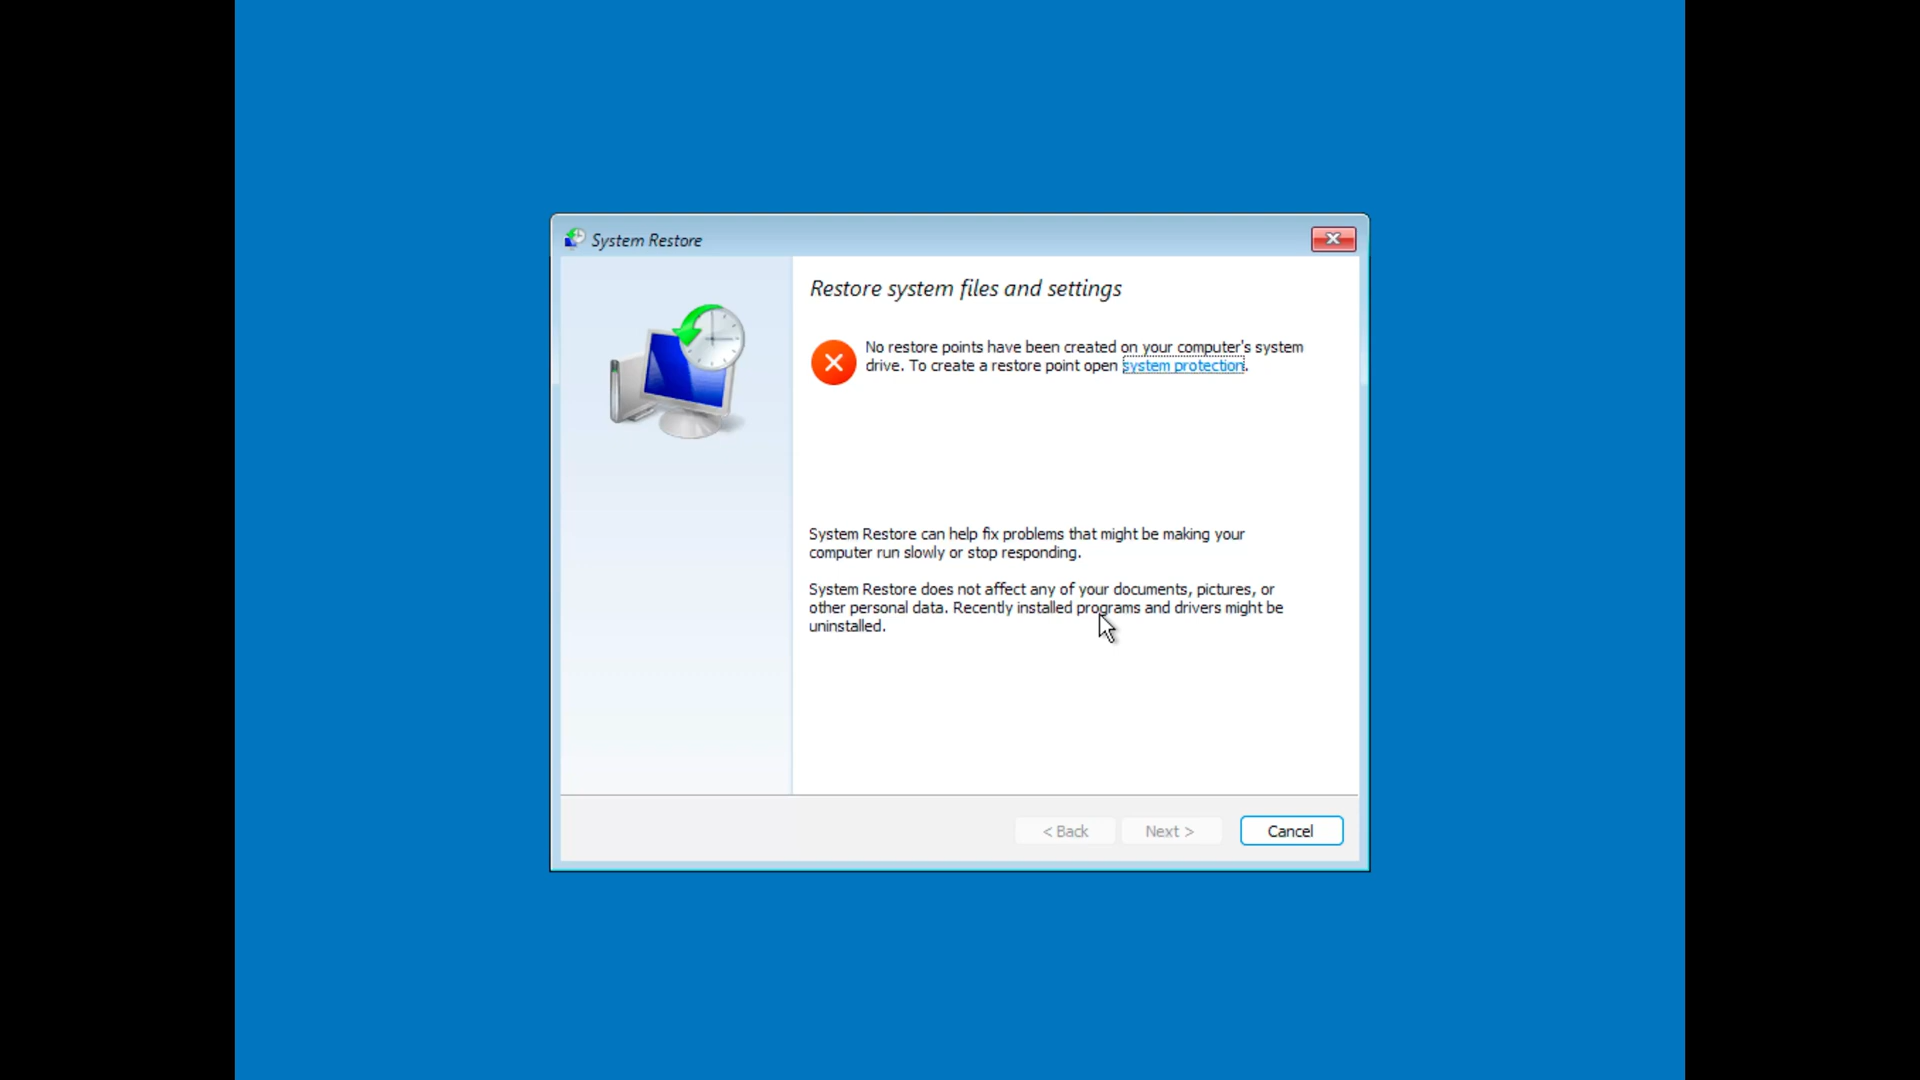 System Restore
Restore system files and settings
No restore points have been created on your computer's system
drive. To create a restore point open system protection.
System Restore can help fix problems that might be making your
computer run slowly or stop responding.
System Restore does not affect any of your documents, pictures, or
other personal data. Recently installed programs and drivers might be
uninstalled.
< Back
Next >
Cancel